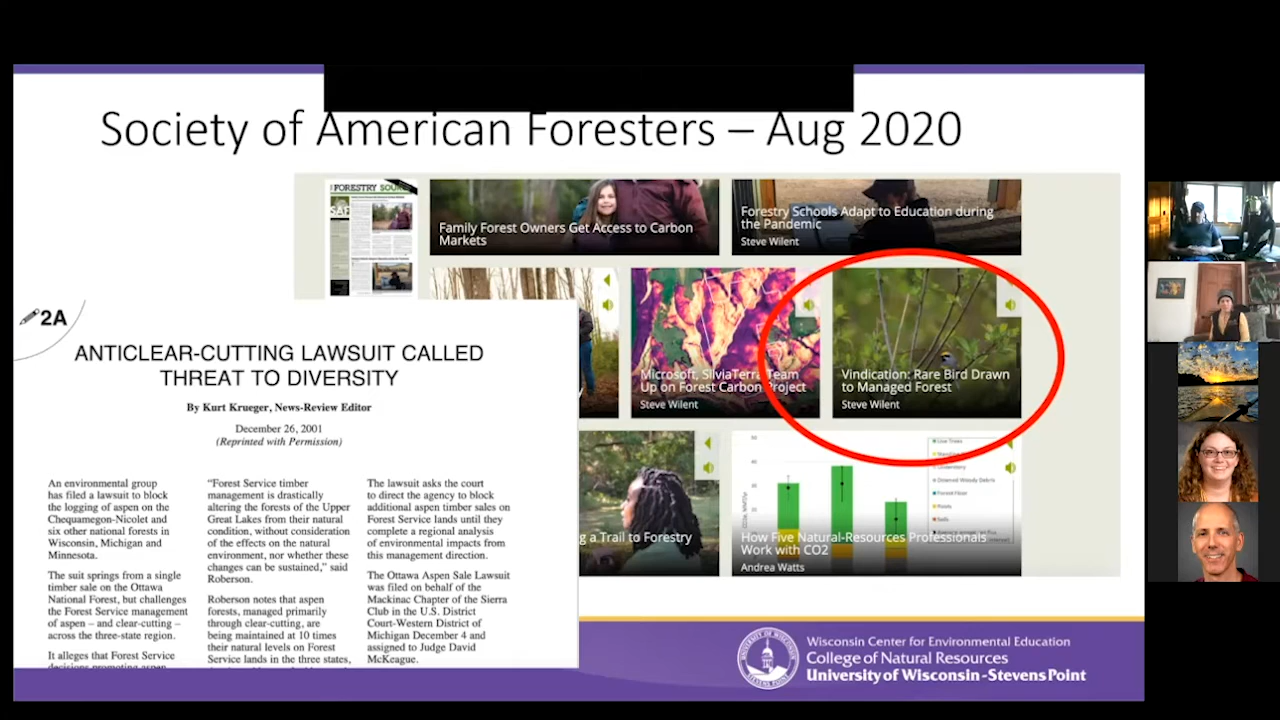 Society of American Foresters – Aug 2020
FORESTRY
SAF
Family Forest Owners Get Access to Carbon
Markets
Forestry Schools Adapt to Education during
the Pandemic
Steve Wilent
Microsoft, SilviaTerra Team
Up on Forest Carbon Project
Steve Wilent
Vindication: Rare Bird Drawn
to Managed Forest
Steve Wilent
g a Trail to Forestry
How Five Natural-Resources Professionals
Work with CO2
Andrea Watts
Live Trees
Understory
Downed Woody Debris
Forest Floor
Roots
Soils
2A
ANTICLEAR-CUTTING LAWSUIT CALLED
THREAT TO DIVERSITY
By Kurt Krueger, News-Review Editor
December 26, 2001
(Reprinted with Permission)
An environmental group
has filed a lawsuit to block
the logging of aspen on the
Chequamegon-Nicolet and
six other national forests in
Wisconsin, Michigan and
Minnesota.
The suit springs from a single
timber sale on the Ottawa
National Forest, but challenges
the Forest Service management
of aspen – and clear-cutting –
across the three-state region.
It alleges that Forest Service
decisions promoting aspen
“Forest Service timber
management is drastically
altering the forests of the Upper
Great Lakes from their natural
condition, without consideration
of the effects on the natural
environment, nor whether these
changes can be sustained,” said
Roberson.
Roberson notes that aspen
forests, managed primarily
through clear-cutting, are
being maintained at 10 times
their natural levels on Forest
Service lands in the three states,
The lawsuit asks the court
to direct the agency to block
additional aspen timber sales on
Forest Service lands until they
complete a regional analysis
of environmental impacts from
this management direction.
The Ottawa Aspen Sale Lawsuit
was filed on behalf of the
Mackinac Chapter of the Sierra
Club in the U.S. District
Court-Western District of
Michigan December 4 and
assigned to Judge David
McKeague.
Wisconsin Center for Environmental Education
College of Natural Resources
University of Wisconsin-Stevens Point